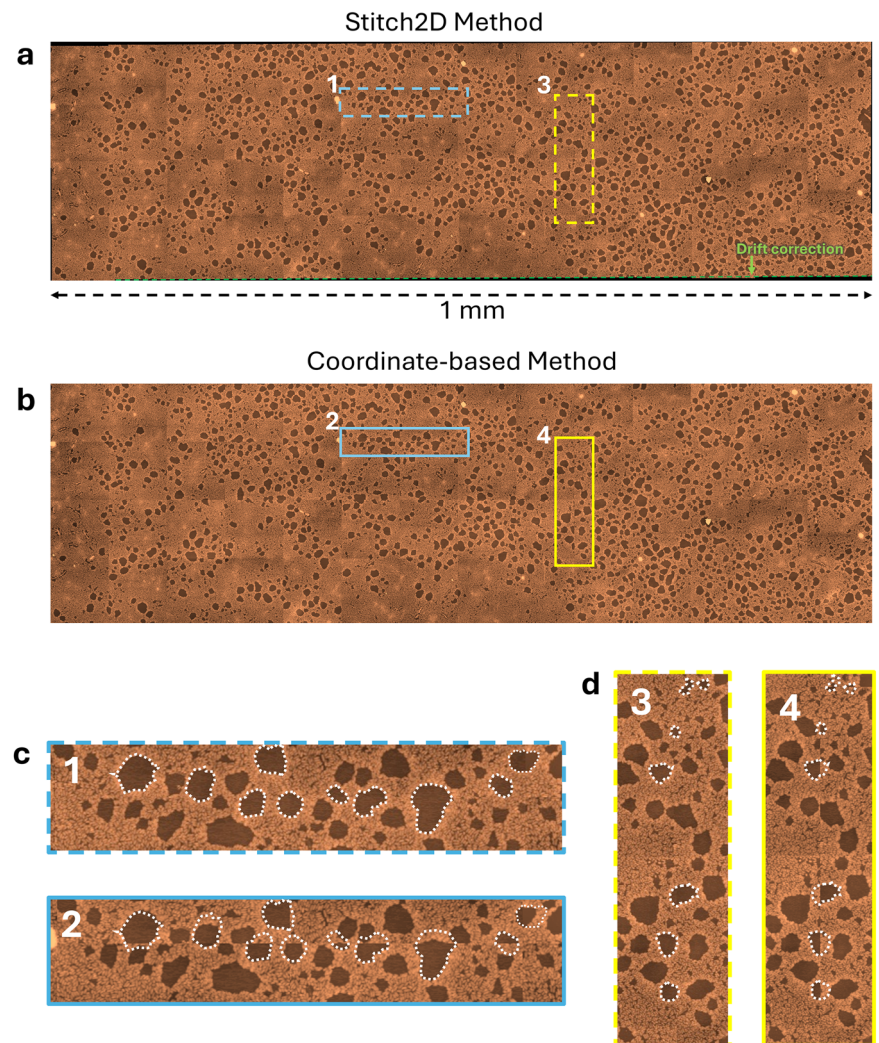 Stitch2D Method
a
1
3
Drift correction
1 mm
Coordinate-based Method
b
2
4
d
3
4
c
1
2